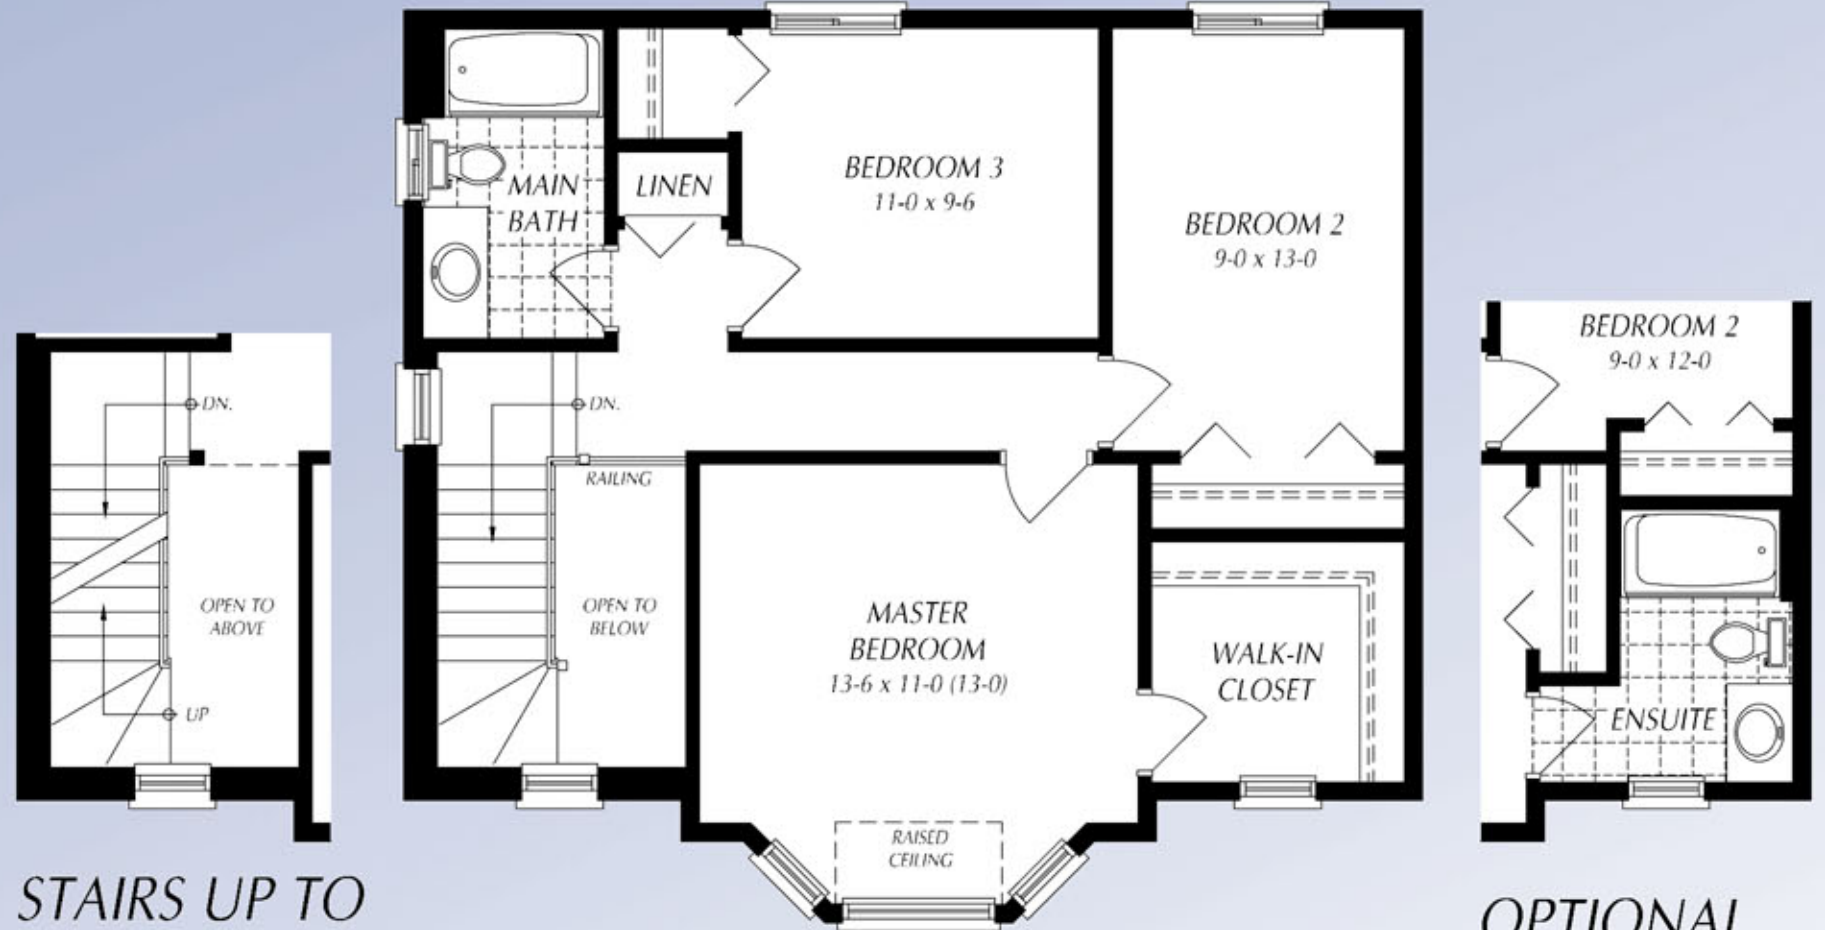 MAIN
BATH
LINEN
BEDROOM 3
11-0 x 9-6
BEDROOM 2
9-0 x 13-0
DN.
RAILING
OPEN TO
BELOW
MASTER
BEDROOM
13-6 x 11-0 (13-0)
WALK-IN
CLOSET
RAISED
CEILING
DN.
OPEN TO
ABOVE
UP
STAIRS UP TO
BEDROOM 2
9-0 x 12-0
ENSUITE
OPTIONAL